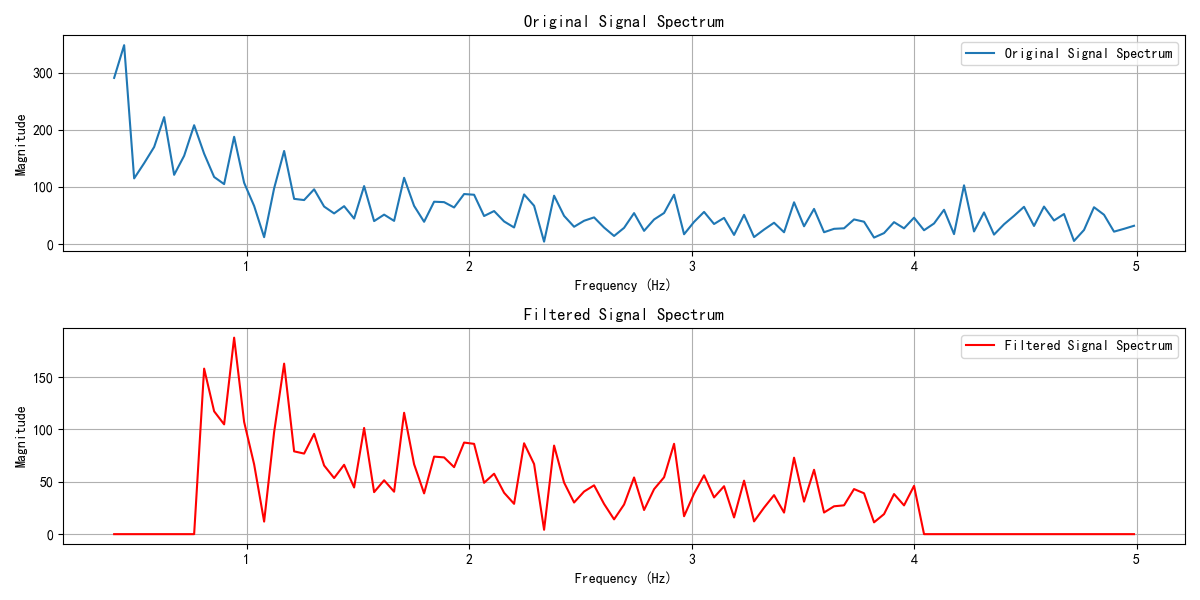 Original Signal Spectrum
Original Signal Spectrum
Magnitude
300
200
100
0
1 2 3 4 5
Frequency (Hz)
Filtered Signal Spectrum
Filtered Signal Spectrum
Magnitude
150
100
50
0
1 2 3 4 5
Frequency (Hz)